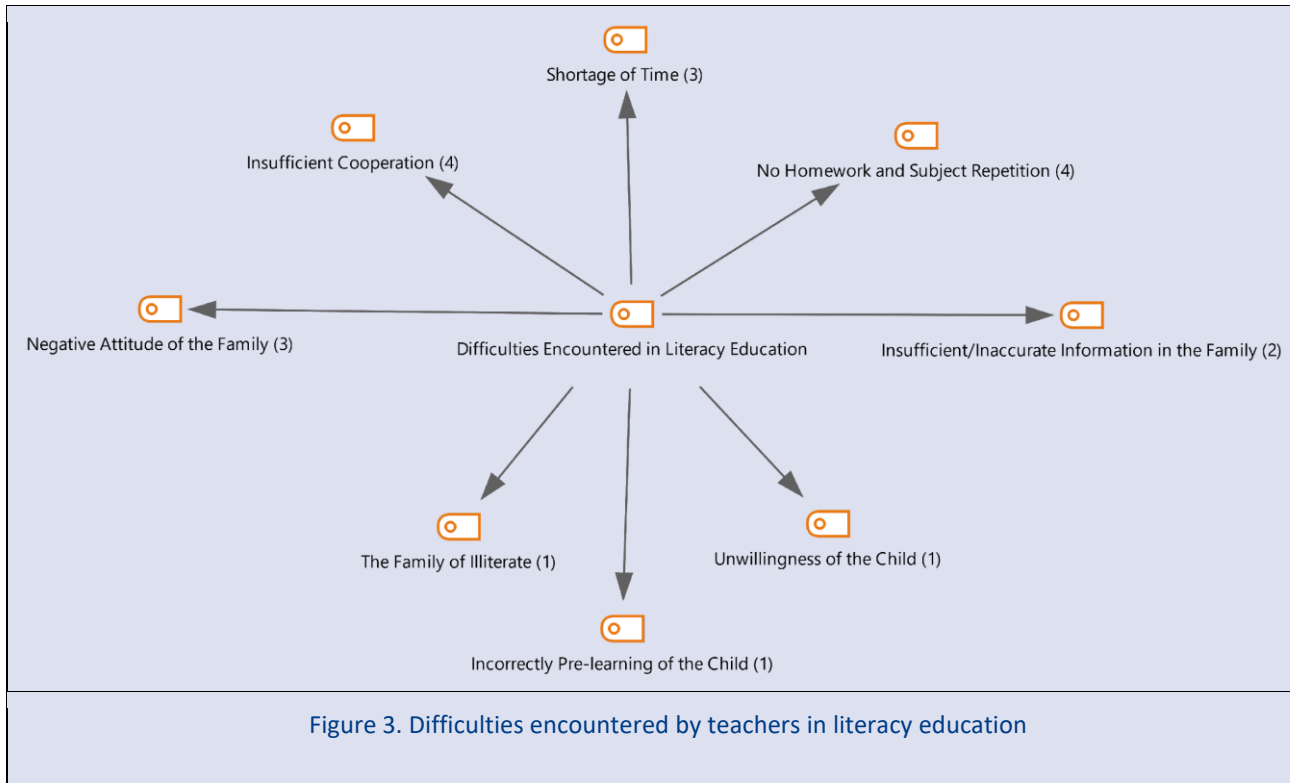 Shortage of Time (3)
Insufficient Cooperation (4)
No Homework and Subject Repetition (4)
Negative Attitude of the Family (3)
Difficulties Encountered in Literacy Education
Insufficient/Inaccurate Information in the Family (2)
The Family of Illiterate (1)
Unwillingness of the Child (1)
Incorrectly Pre-learning of the Child (1)
Figure 3. Difficulties encountered by teachers in literacy education